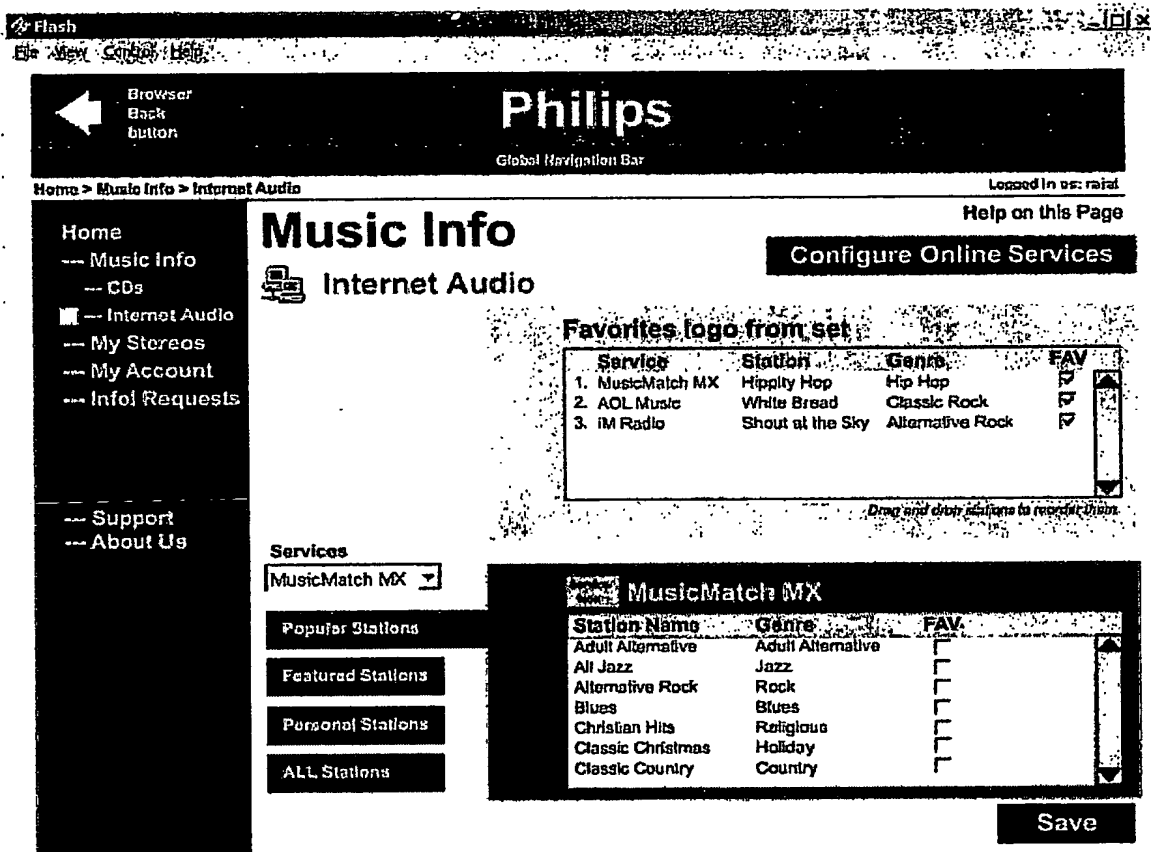 Flash
File View Control Help
Browser
Back
button
Philips
Global Navigation Bar
Home > Music Info > Internet Audio
Logged in as: rajat
Help on this Page
Home
--- Music Info
-- CDs
-- Internet Audio
--- My Stereos
--- My Account
--- Info! Requests
--- Support
--- About Us
Music Info
Configure Online Services
Internet Audio
Favorites logo from set
Service Station Genre FAV
1. MusicMatch MX Hippity Hop Hip Hop
2. AOL Music White Bread Classic Rock
3. iM Radio Shout at the Sky Alternative Rock
Drag and drop stations to reorder them.
Services
MusicMatch MX
Popular Stations
Featured Stations
Personal Stations
ALL Stations
MusicMatch MX
Station Name Genre FAV.
Adult Alternative Adult Alternative
All Jazz Jazz
Alternative Rock Rock
Blues Blues
Christian Hits Religious
Classic Christmas Holiday
Classic Country Country
Save